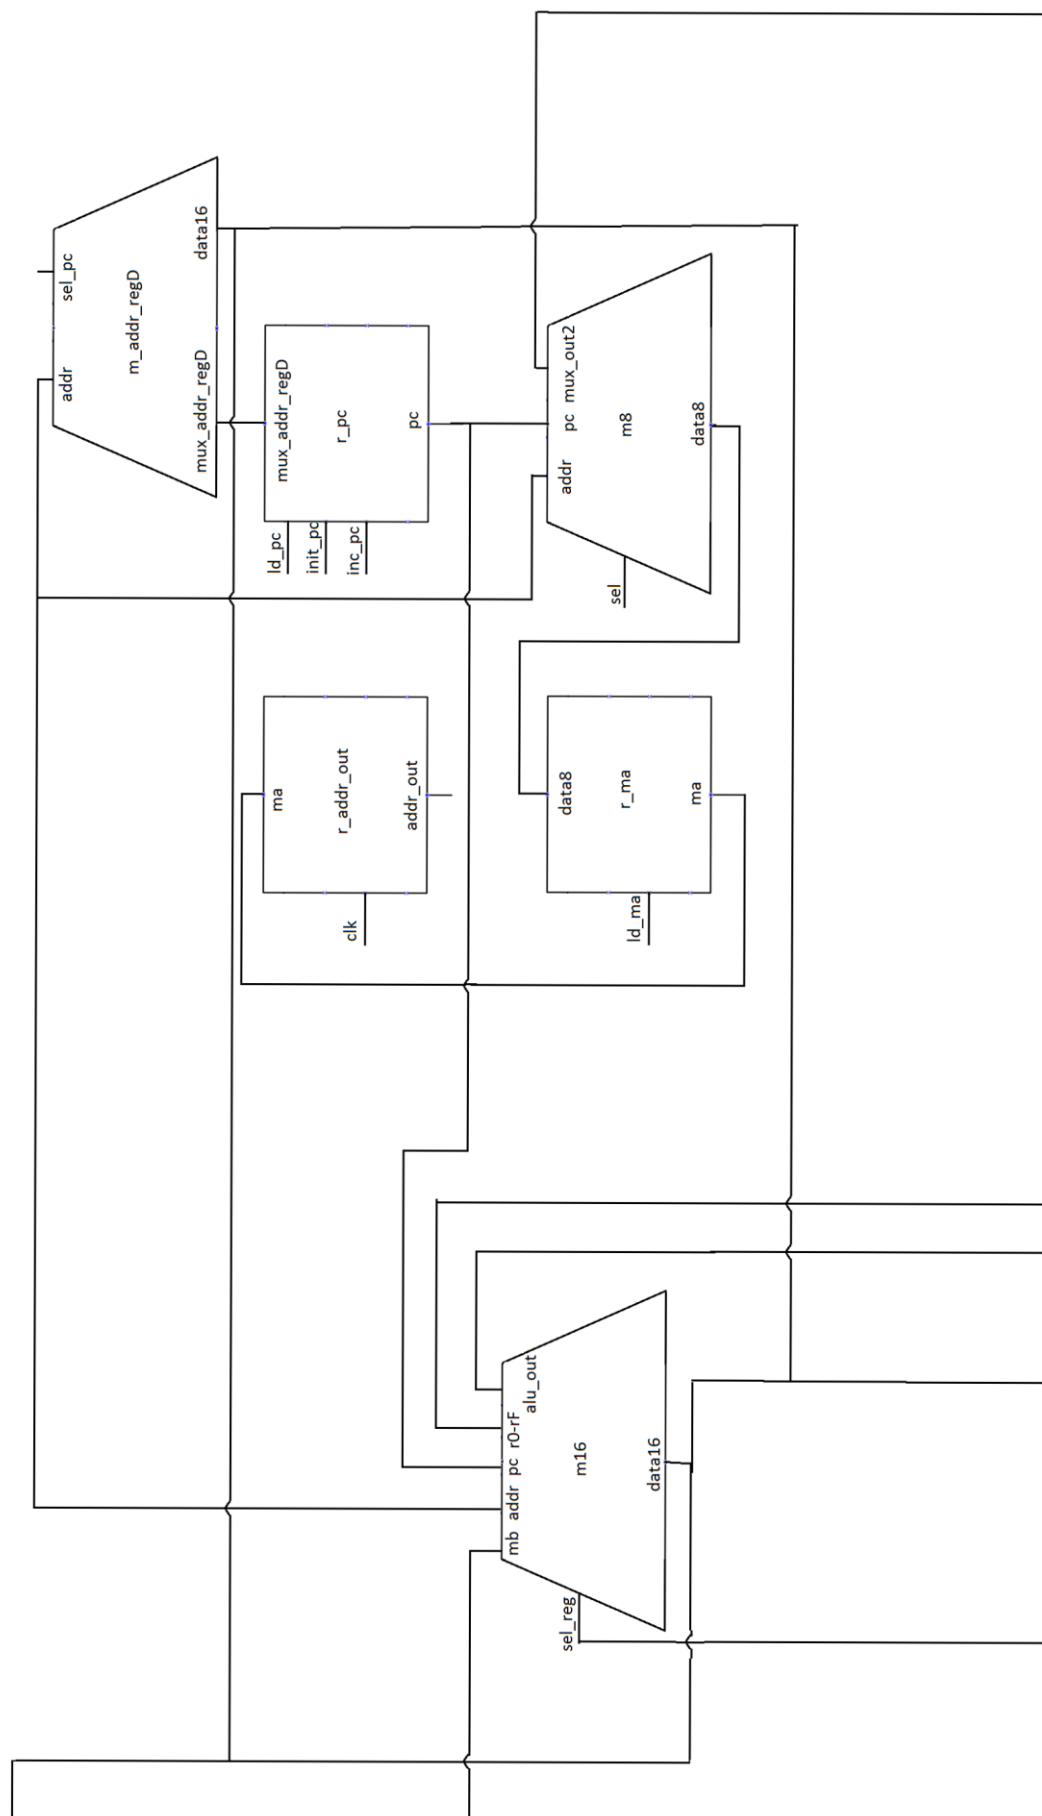 sel_pc
addr
m_addr_regD
data16
mux_addr_regD
mux_addr_regD
r_pc
pc
ld_pc
init_pc
inc_pc
mux_out2
pc
addr
m8
data8
sel
ma
r_addr_out
addr_out
clk
data8
r_ma
ma
ld_ma
alu_out
mb addr pc r0-rF
m16
data16
sel_reg